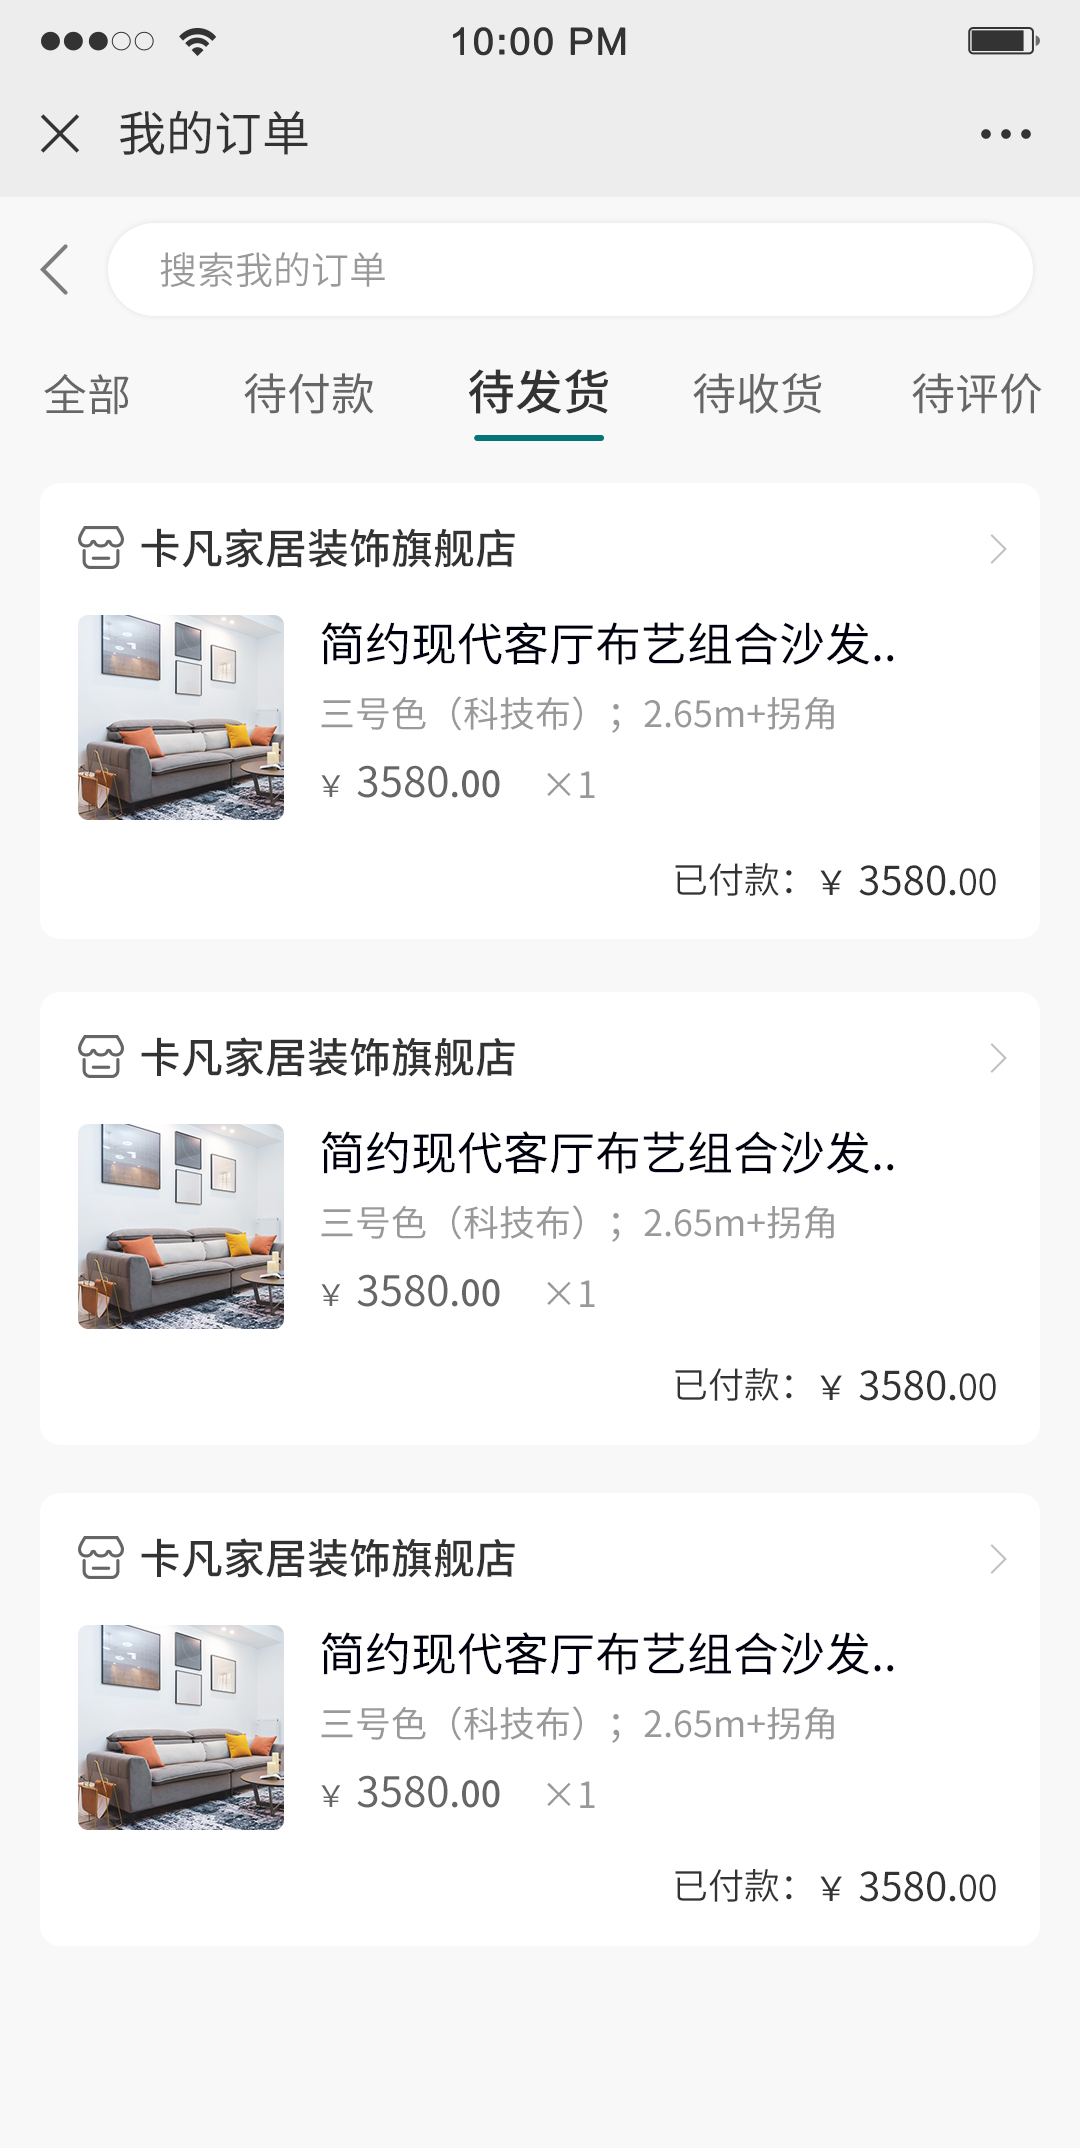 10:00 PM
我的订单
搜索我的订单
全部 待付款 待发货 待收货 待评价
卡凡家居装饰旗舰店
简约现代客厅布艺组合沙发..
三号色（科技布）；2.65m+拐角
¥ 3580.00 ×1
已付款：¥ 3580.00
卡凡家居装饰旗舰店
简约现代客厅布艺组合沙发..
三号色（科技布）；2.65m+拐角
¥ 3580.00 ×1
已付款：¥ 3580.00
卡凡家居装饰旗舰店
简约现代客厅布艺组合沙发..
三号色（科技布）；2.65m+拐角
¥ 3580.00 ×1
已付款：¥ 3580.00